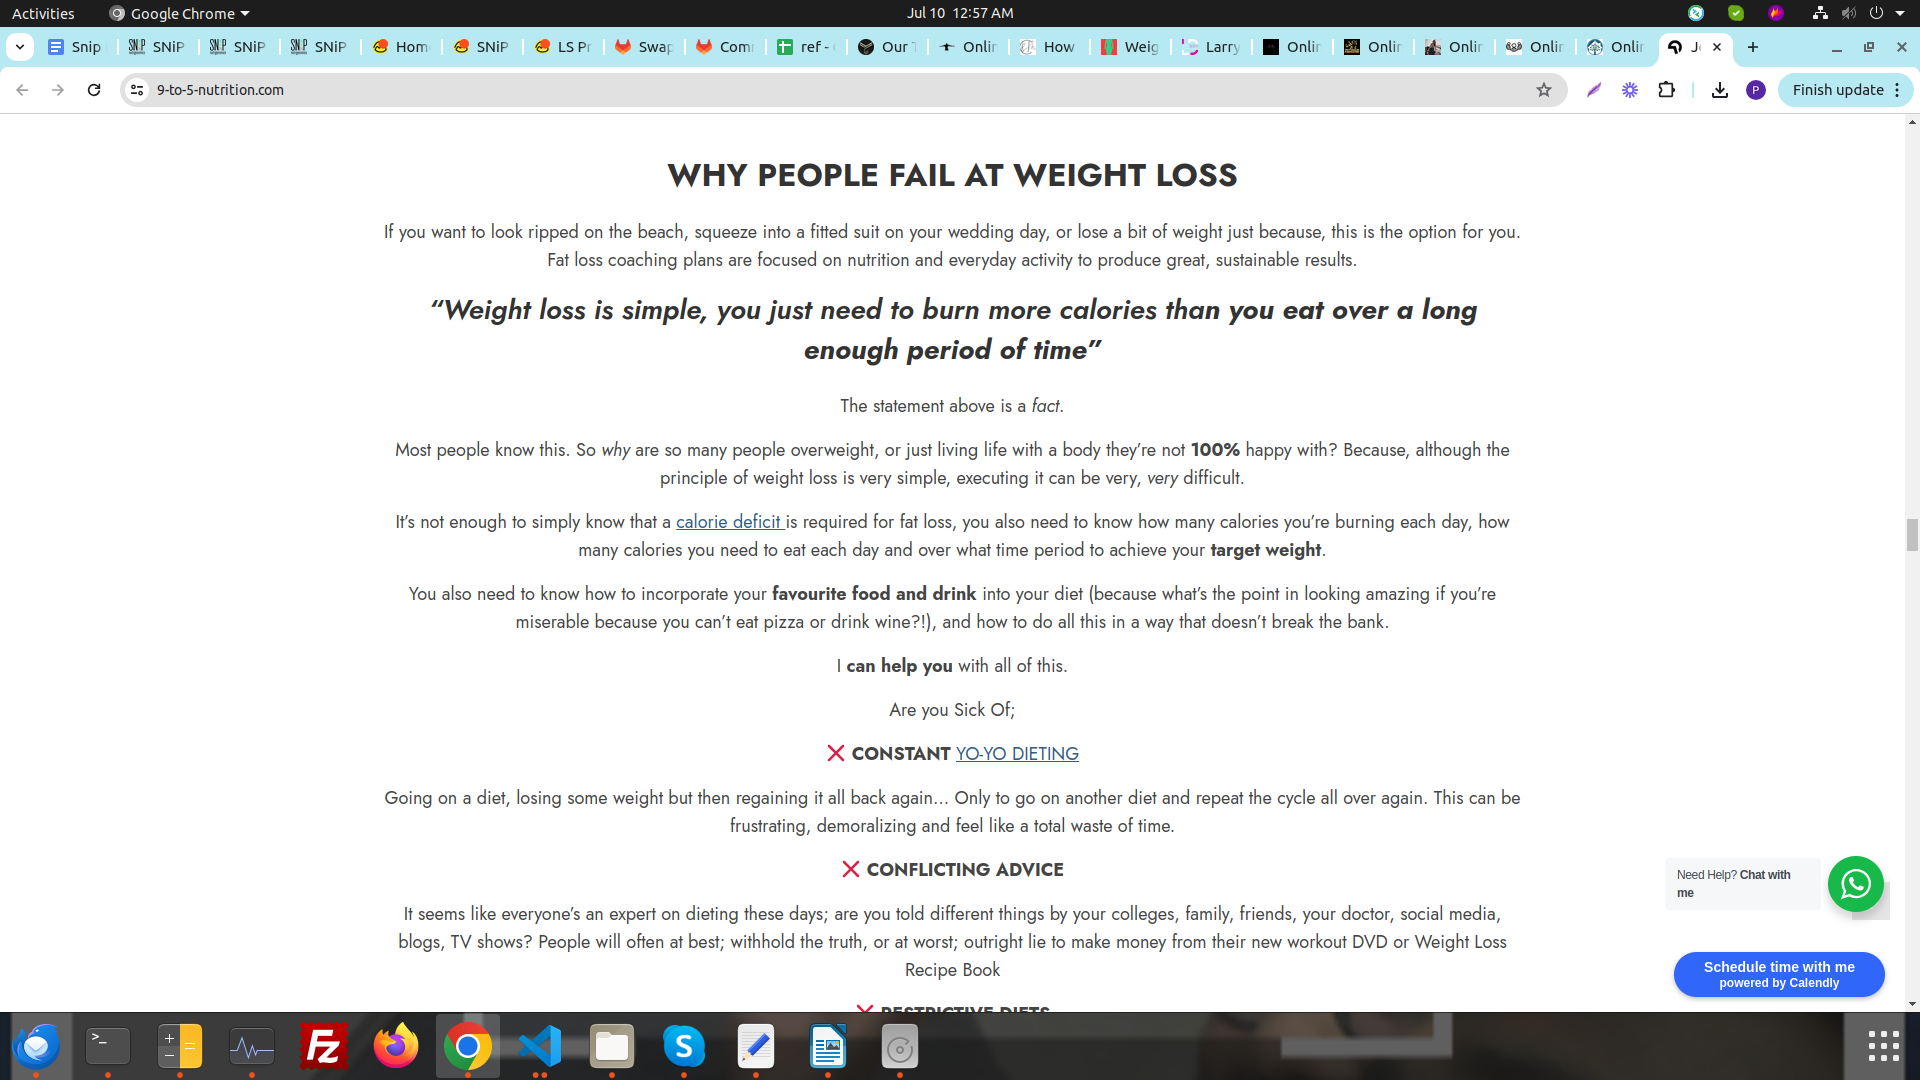 Activities
Google Chrome
Jul 10 12:57 AM
Snip
SNiP
SNiP
SNiP
Hom
SNiP
LS Pr
Swap
Com
ref -
Our
Onlin
How
Weig
Larry
Onlin
Onlin
Onlin
Onlin
Onlin
9-to-5-nutrition.com
P
Finish update
WHY PEOPLE FAIL AT WEIGHT LOSS
If you want to look ripped on the beach, squeeze into a fitted suit on your wedding day, or lose a bit of weight just because, this is the option for you.
Fat loss coaching plans are focused on nutrition and everyday activity to produce great, sustainable results.
“Weight loss is simple, you just need to burn more calories than you eat over a long
enough period of time”
The statement above is a fact.
Most people know this. So why are so many people overweight, or just living life with a body they’re not 100% happy with? Because, although the
principle of weight loss is very simple, executing it can be very, very difficult.
It’s not enough to simply know that a calorie deficit is required for fat loss, you also need to know how many calories you’re burning each day, how
many calories you need to eat each day and over what time period to achieve your target weight.
You also need to know how to incorporate your favourite food and drink into your diet (because what’s the point in looking amazing if you’re
miserable because you can’t eat pizza or drink wine?!), and how to do all this in a way that doesn’t break the bank.
I can help you with all of this.
Are you Sick Of;
❌ CONSTANT YO-YO DIETING
Going on a diet, losing some weight but then regaining it all back again… Only to go on another diet and repeat the cycle all over again. This can be
frustrating, demoralizing and feel like a total waste of time.
❌ CONFLICTING ADVICE
It seems like everyone’s an expert on dieting these days; are you told different things by your colleges, family, friends, your doctor, social media,
blogs, TV shows? People will often at best; withhold the truth, or at worst; outright lie to make money from their new workout DVD or Weight Loss
Recipe Book
❌ RESTRICTIVE DIETS
Need Help? Chat with
me
Schedule time with me
powered by Calendly